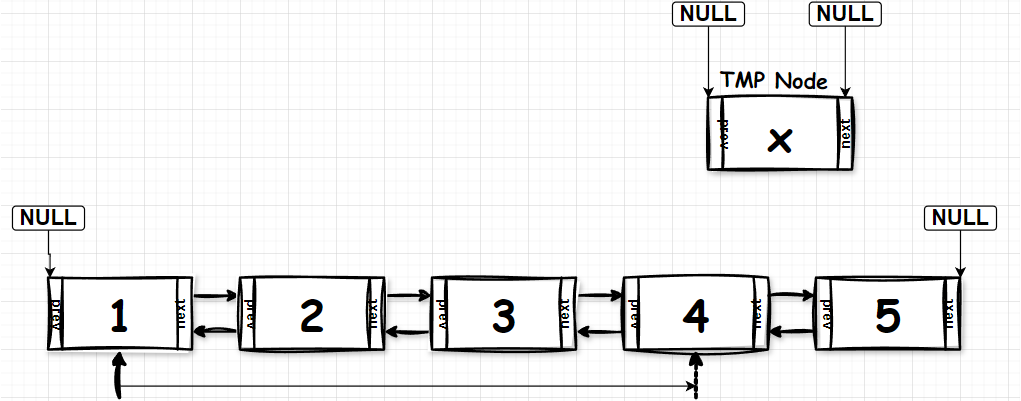 NULL NULL
TMP Node
prev x next
NULL NULL
prev 1 next prev 2 next prev 3 next prev 4 next prev 5 next